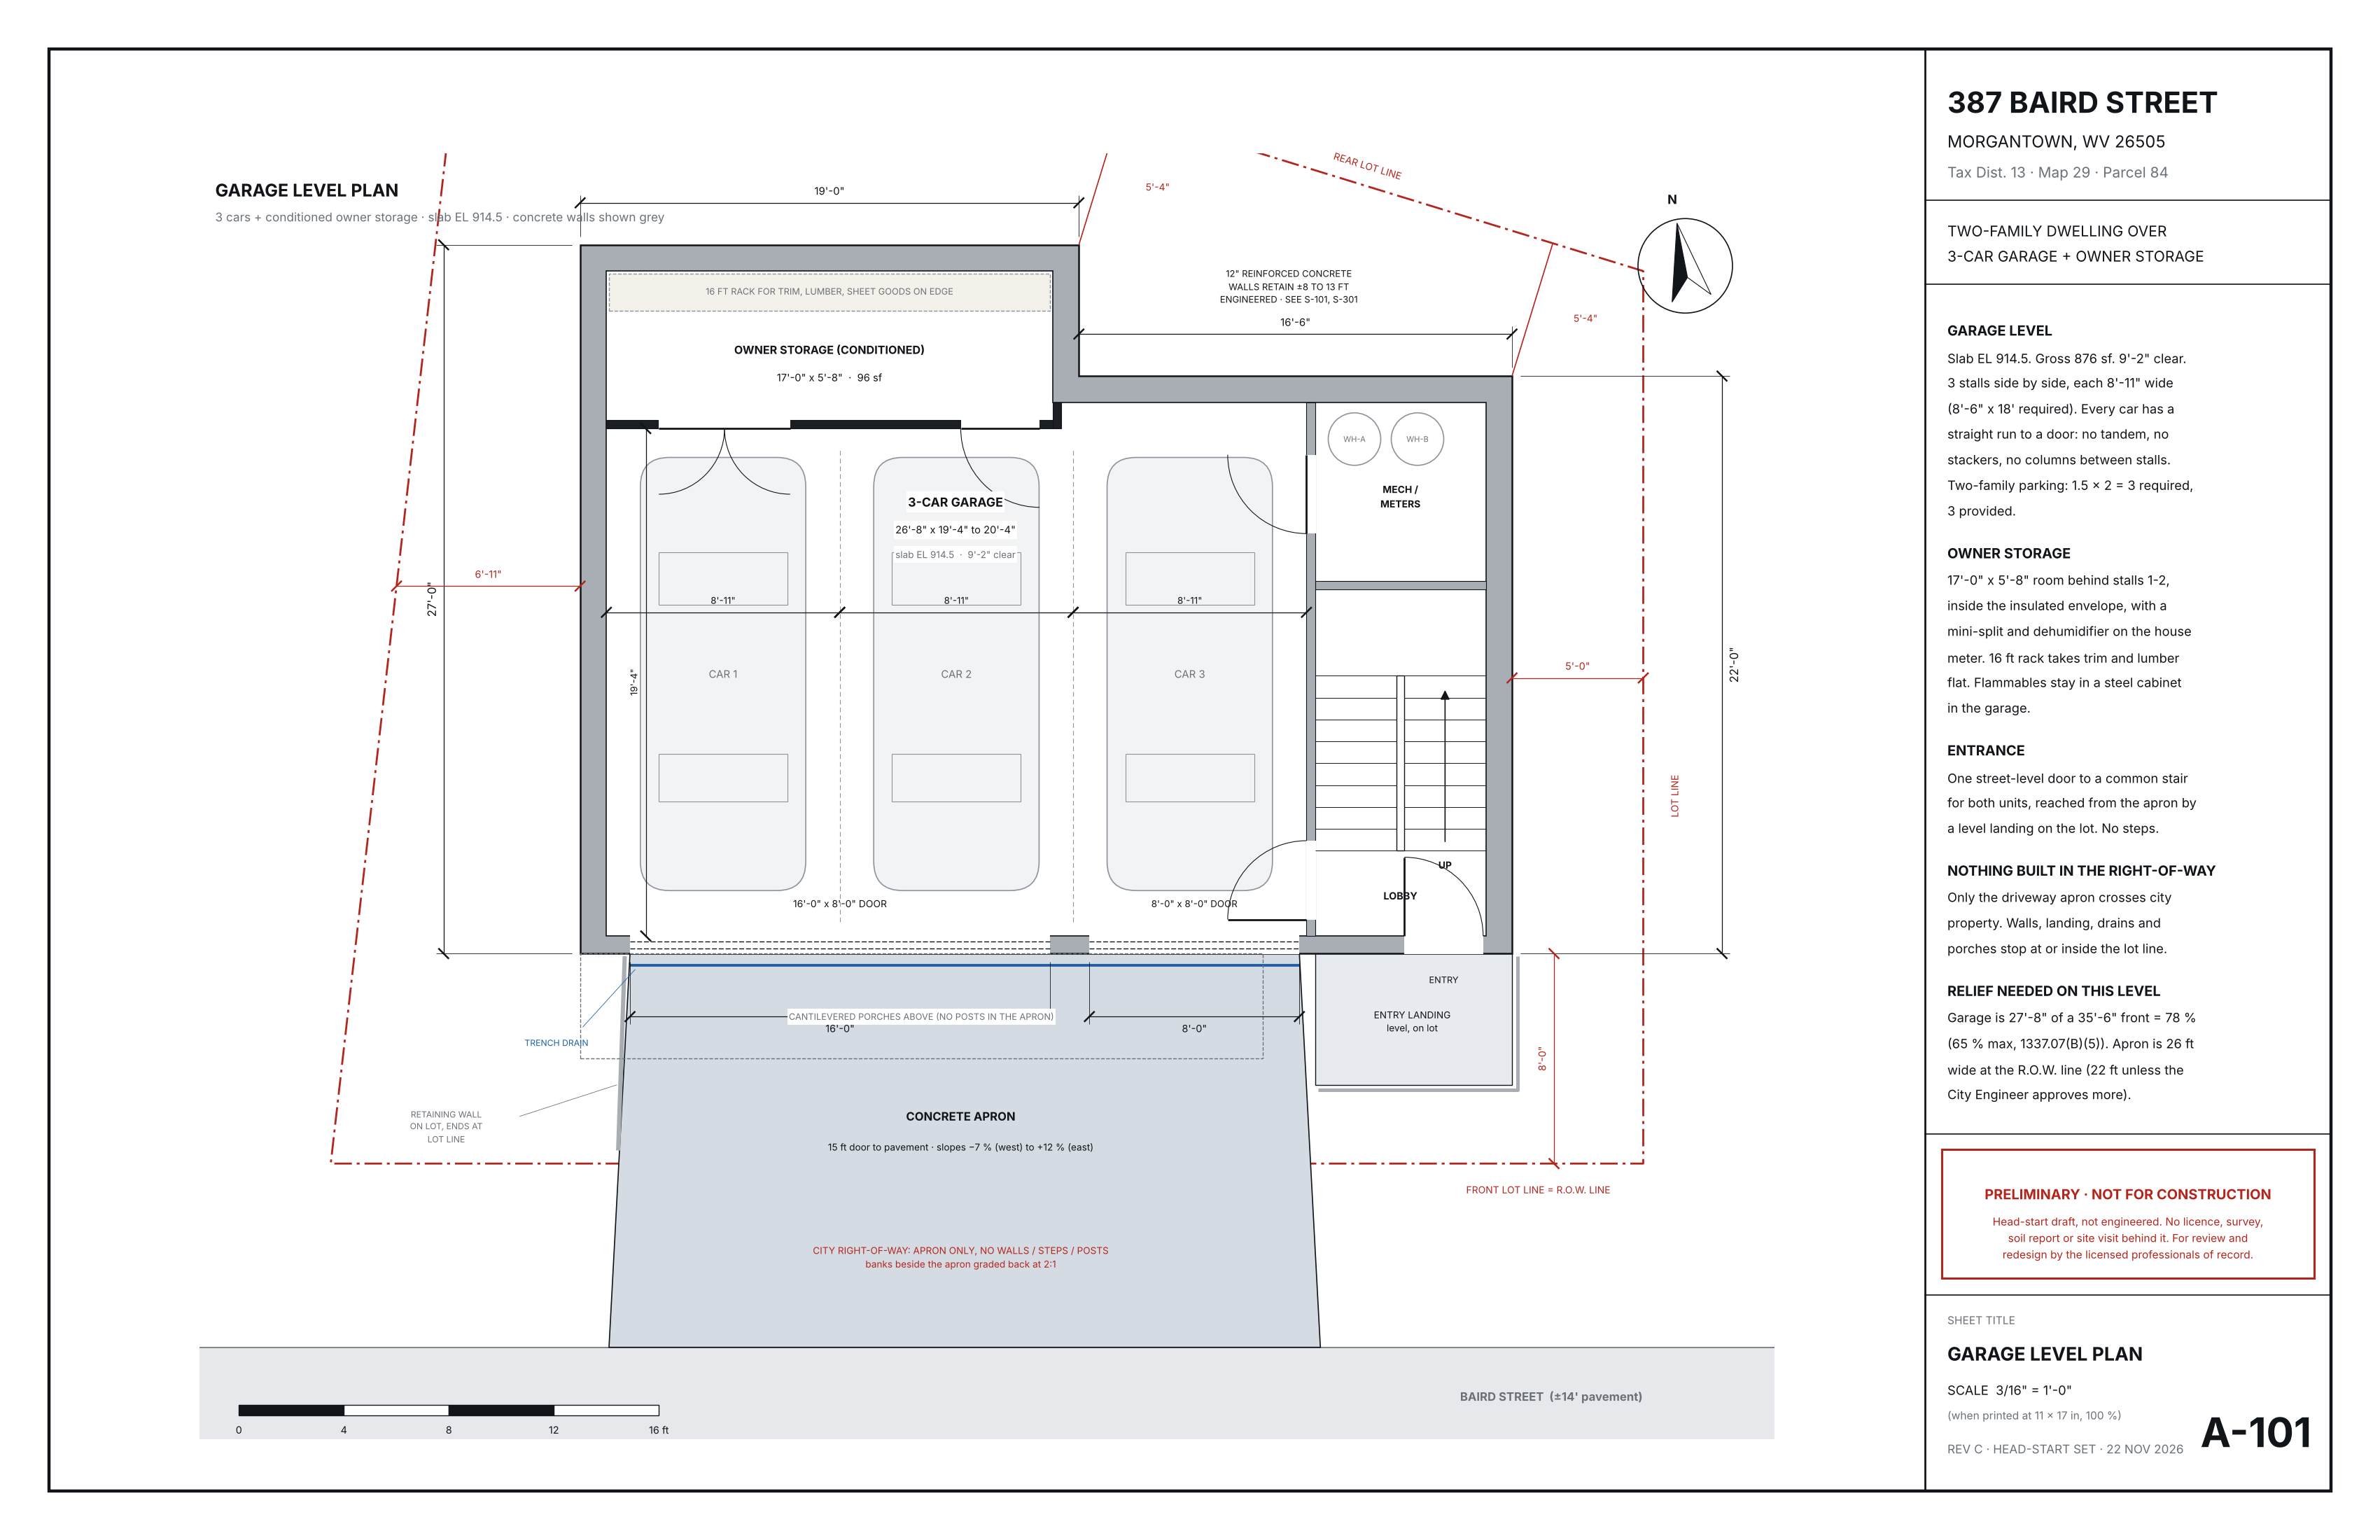 GARAGE LEVEL PLAN
3 cars + conditioned owner storage · slab EL 914.5 · concrete walls shown grey
19'-0"
5'-4"
REAR LOT LINE
N
12" REINFORCED CONCRETE
WALLS RETAIN ±8 TO 13 FT
ENGINEERED · SEE S-101, S-301
16'-6"
5'-4"
16 FT RACK FOR TRIM, LUMBER, SHEET GOODS ON EDGE
OWNER STORAGE (CONDITIONED)
17'-0" x 5'-8" · 96 sf
WH-A
WH-B
MECH /
METERS
3-CAR GARAGE
26'-8" x 19'-4" to 20'-4"
slab EL 914.5 · 9'-2" clear
6'-11"
27'-0"
8'-11"
8'-11"
8'-11"
19'-4"
CAR 1
CAR 2
CAR 3
5'-0"
22'-0"
LOT LINE
UP
LOBBY
16'-0" x 8'-0" DOOR
8'-0" x 8'-0" DOOR
ENTRY
ENTRY LANDING
level, on lot
CANTILEVERED PORCHES ABOVE (NO POSTS IN THE APRON)
16'-0"
8'-0"
TRENCH DRAIN
8'-0"
RETAINING WALL
ON LOT, ENDS AT
LOT LINE
CONCRETE APRON
15 ft door to pavement · slopes −7 % (west) to +12 % (east)
FRONT LOT LINE = R.O.W. LINE
CITY RIGHT-OF-WAY: APRON ONLY, NO WALLS / STEPS / POSTS
banks beside the apron graded back at 2:1
BAIRD STREET (±14' pavement)
0 4 8 12 16 ft
387 BAIRD STREET
MORGANTOWN, WV 26505
Tax Dist. 13 · Map 29 · Parcel 84
TWO-FAMILY DWELLING OVER
3-CAR GARAGE + OWNER STORAGE
GARAGE LEVEL
Slab EL 914.5. Gross 876 sf. 9'-2" clear.
3 stalls side by side, each 8'-11" wide
(8'-6" x 18' required). Every car has a
straight run to a door: no tandem, no
stackers, no columns between stalls.
Two-family parking: 1.5 × 2 = 3 required,
3 provided.
OWNER STORAGE
17'-0" x 5'-8" room behind stalls 1-2,
inside the insulated envelope, with a
mini-split and dehumidifier on the house
meter. 16 ft rack takes trim and lumber
flat. Flammables stay in a steel cabinet
in the garage.
ENTRANCE
One street-level door to a common stair
for both units, reached from the apron by
a level landing on the lot. No steps.
NOTHING BUILT IN THE RIGHT-OF-WAY
Only the driveway apron crosses city
property. Walls, landing, drains and
porches stop at or inside the lot line.
RELIEF NEEDED ON THIS LEVEL
Garage is 27'-8" of a 35'-6" front = 78 %
(65 % max, 1337.07(B)(5)). Apron is 26 ft
wide at the R.O.W. line (22 ft unless the
City Engineer approves more).
PRELIMINARY · NOT FOR CONSTRUCTION
Head-start draft, not engineered. No licence, survey,
soil report or site visit behind it. For review and
redesign by the licensed professionals of record.
SHEET TITLE
GARAGE LEVEL PLAN
SCALE 3/16" = 1'-0"
(when printed at 11 × 17 in, 100 %)
REV C · HEAD-START SET · 22 NOV 2026
A-101